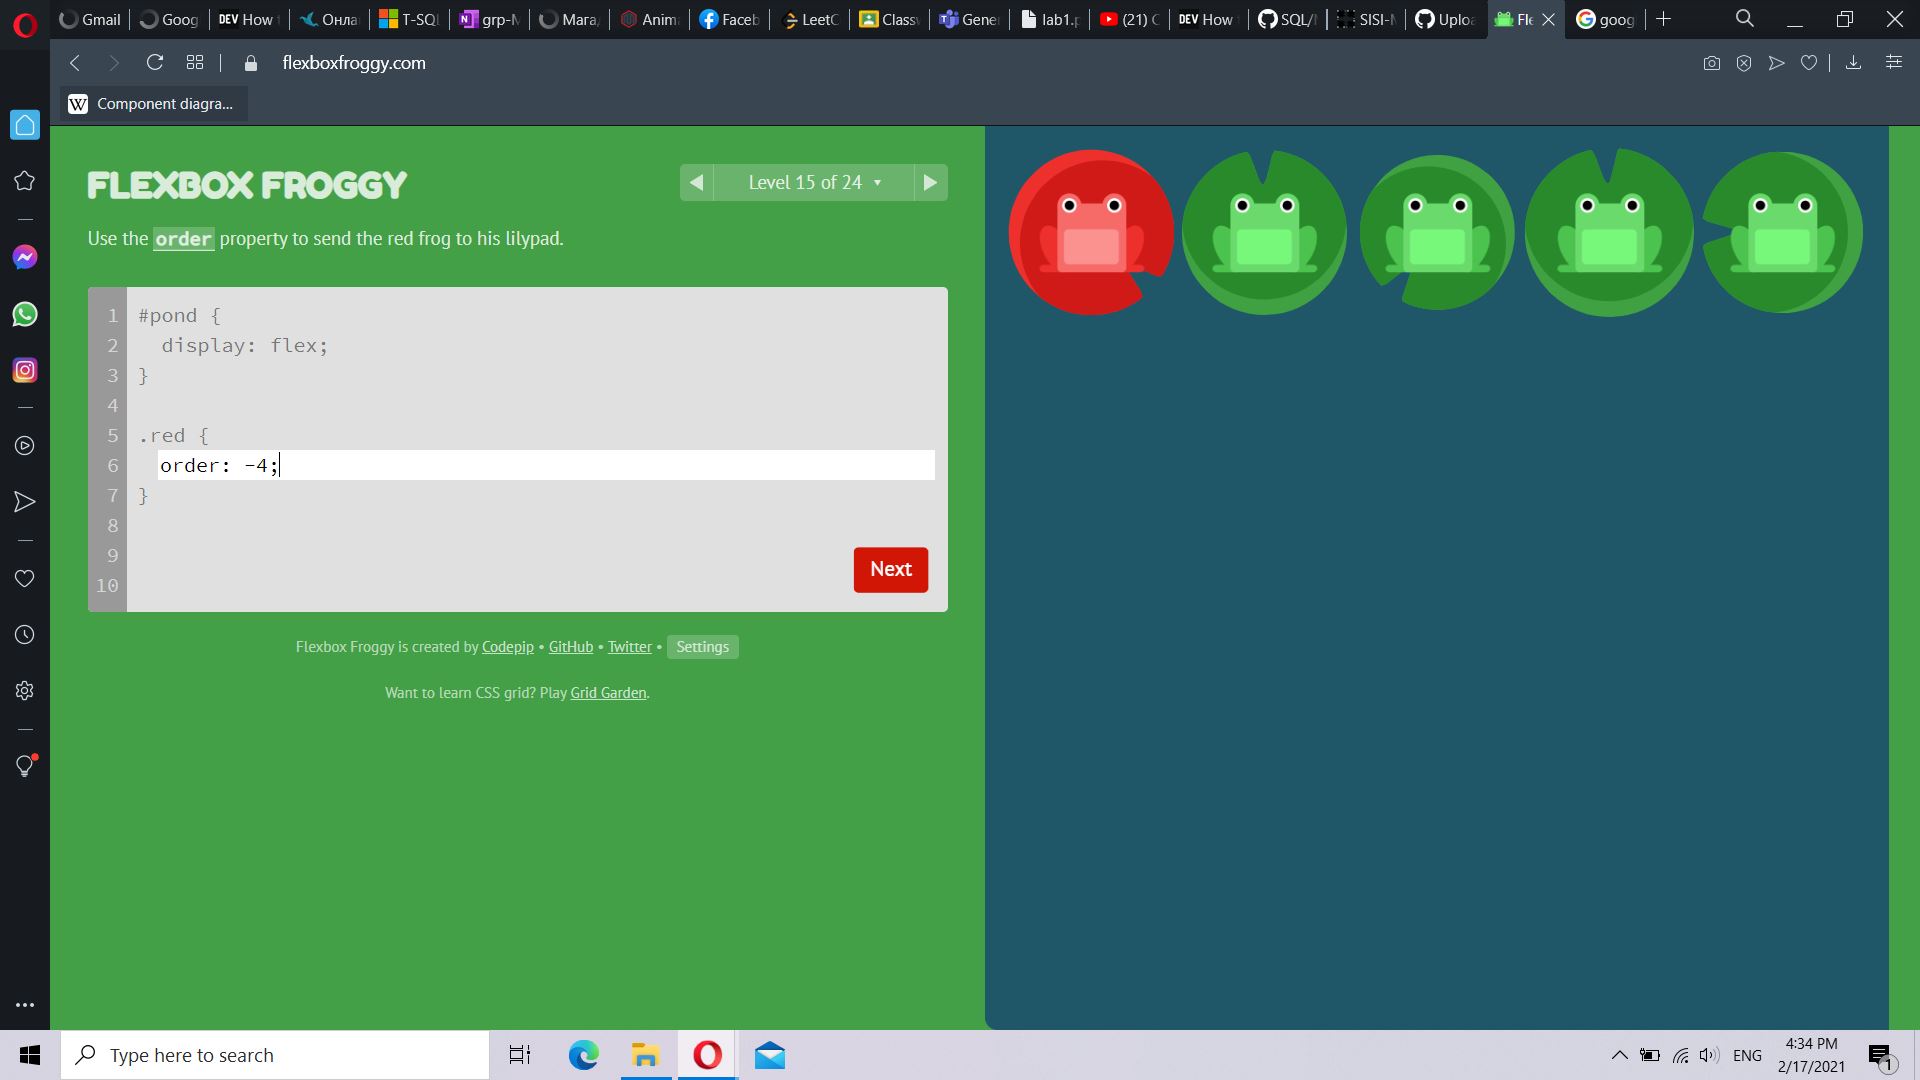 Gmail
Goog
DEV How
Онла
T-SQL
grp-M
Мага
Anim
Faceb
LeetC
Classw
Gene
lab1.p
(21) C
DEV How
SQL/
SISI-
Uploa
Fle
goog
flexboxfroggy.com
W Component diagra...
FLEXBOX FROGGY
Level 15 of 24
Use the order property to send the red frog to his lilypad.
1 #pond {
2 display: flex;
3 }
4
5 .red {
6 order: -4;
7 }
8
9
10
Next
Flexbox Froggy is created by Codepip • GitHub • Twitter • Settings
Want to learn CSS grid? Play Grid Garden.
Type here to search
ENG
4:34 PM
2/17/2021
1